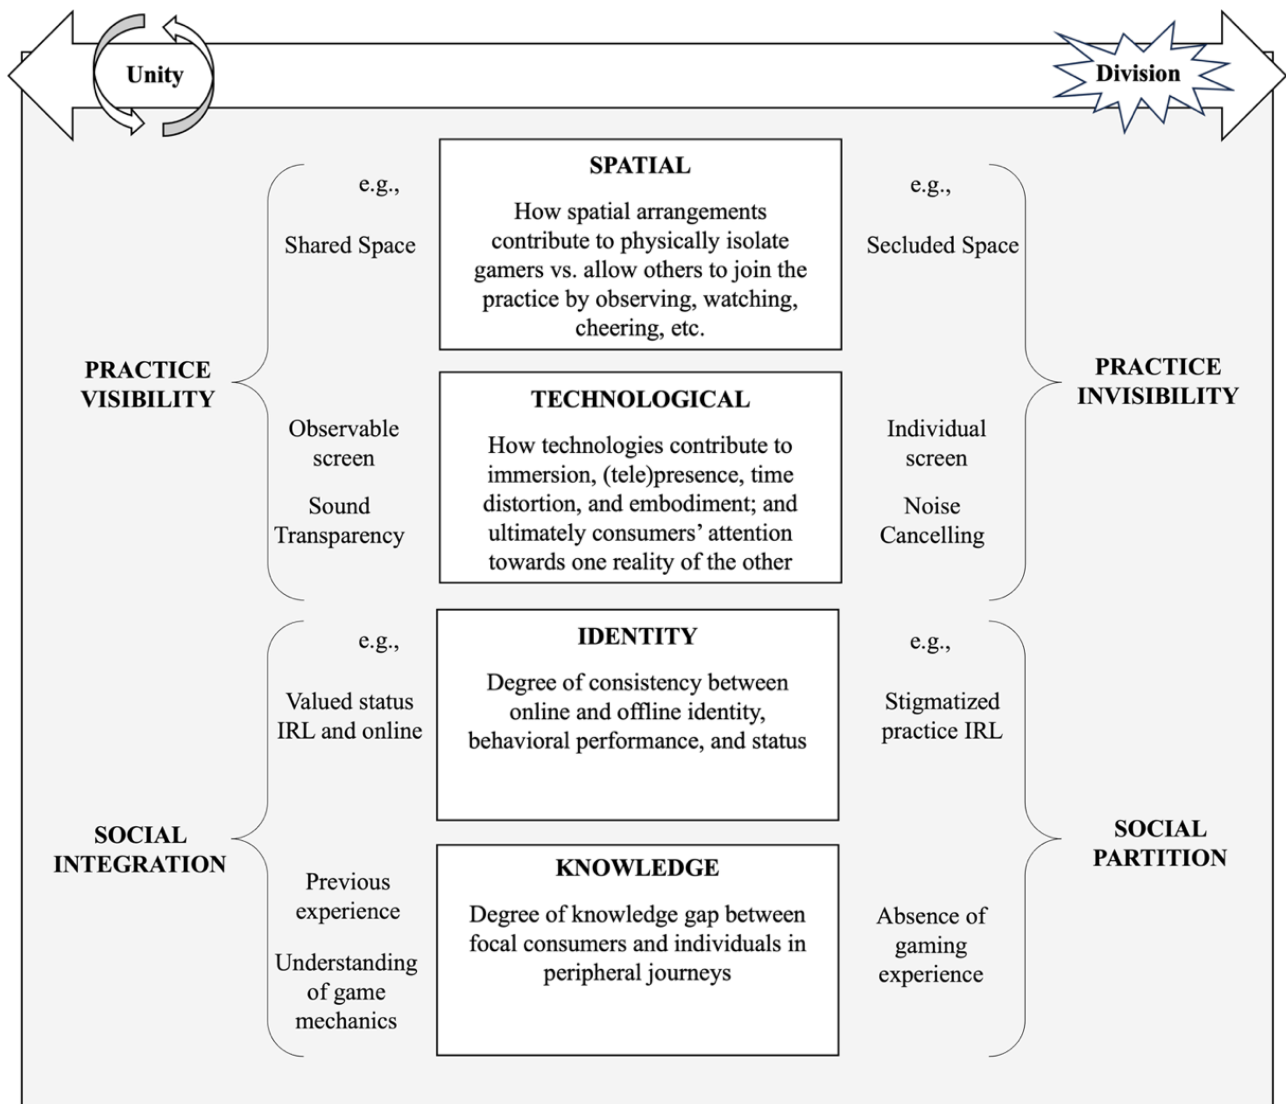 Unity
Division
SPATIAL
How spatial arrangements
contribute to physically isolate
gamers vs. allow others to join the
practice by observing, watching,
cheering, etc.
e.g.,
Shared Space
e.g.,
Secluded Space
PRACTICE
VISIBILITY
PRACTICE
INVISIBILITY
TECHNOLOGICAL
How technologies contribute to
immersion, (tele)presence, time
distortion, and embodiment; and
ultimately consumers’ attention
towards one reality of the other
Observable
screen
Sound
Transparency
Individual
screen
Noise
Cancelling
IDENTITY
Degree of consistency between
online and offline identity,
behavioral performance, and status
e.g.,
Valued status
IRL and online
e.g.,
Stigmatized
practice IRL
SOCIAL
INTEGRATION
SOCIAL
PARTITION
KNOWLEDGE
Degree of knowledge gap between
focal consumers and individuals in
peripheral journeys
Previous
experience
Understanding
of game
mechanics
Absence of
gaming
experience